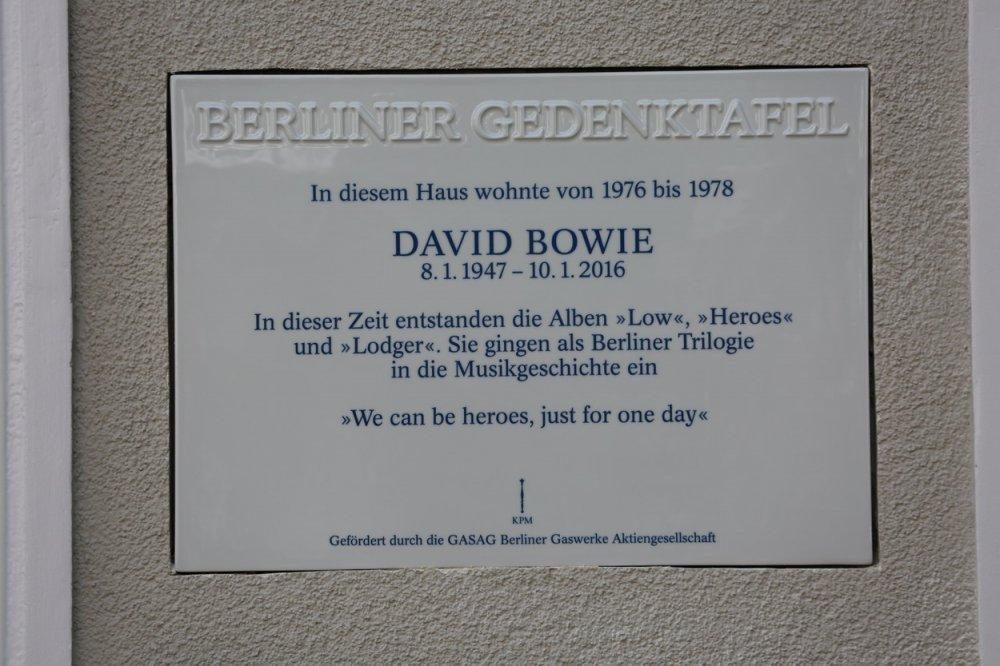 BERLINER GEDENKTAFEL
In diesem Haus wohnte von 1976 bis 1978
DAVID BOWIE
8. 1. 1947 – 10. 1. 2016
In dieser Zeit entstanden die Alben »Low«, »Heroes«
und »Lodger«. Sie gingen als Berliner Trilogie
in die Musikgeschichte ein
»We can be heroes, just for one day«
KPM
Gefördert durch die GASAG Berliner Gaswerke Aktiengesellschaft